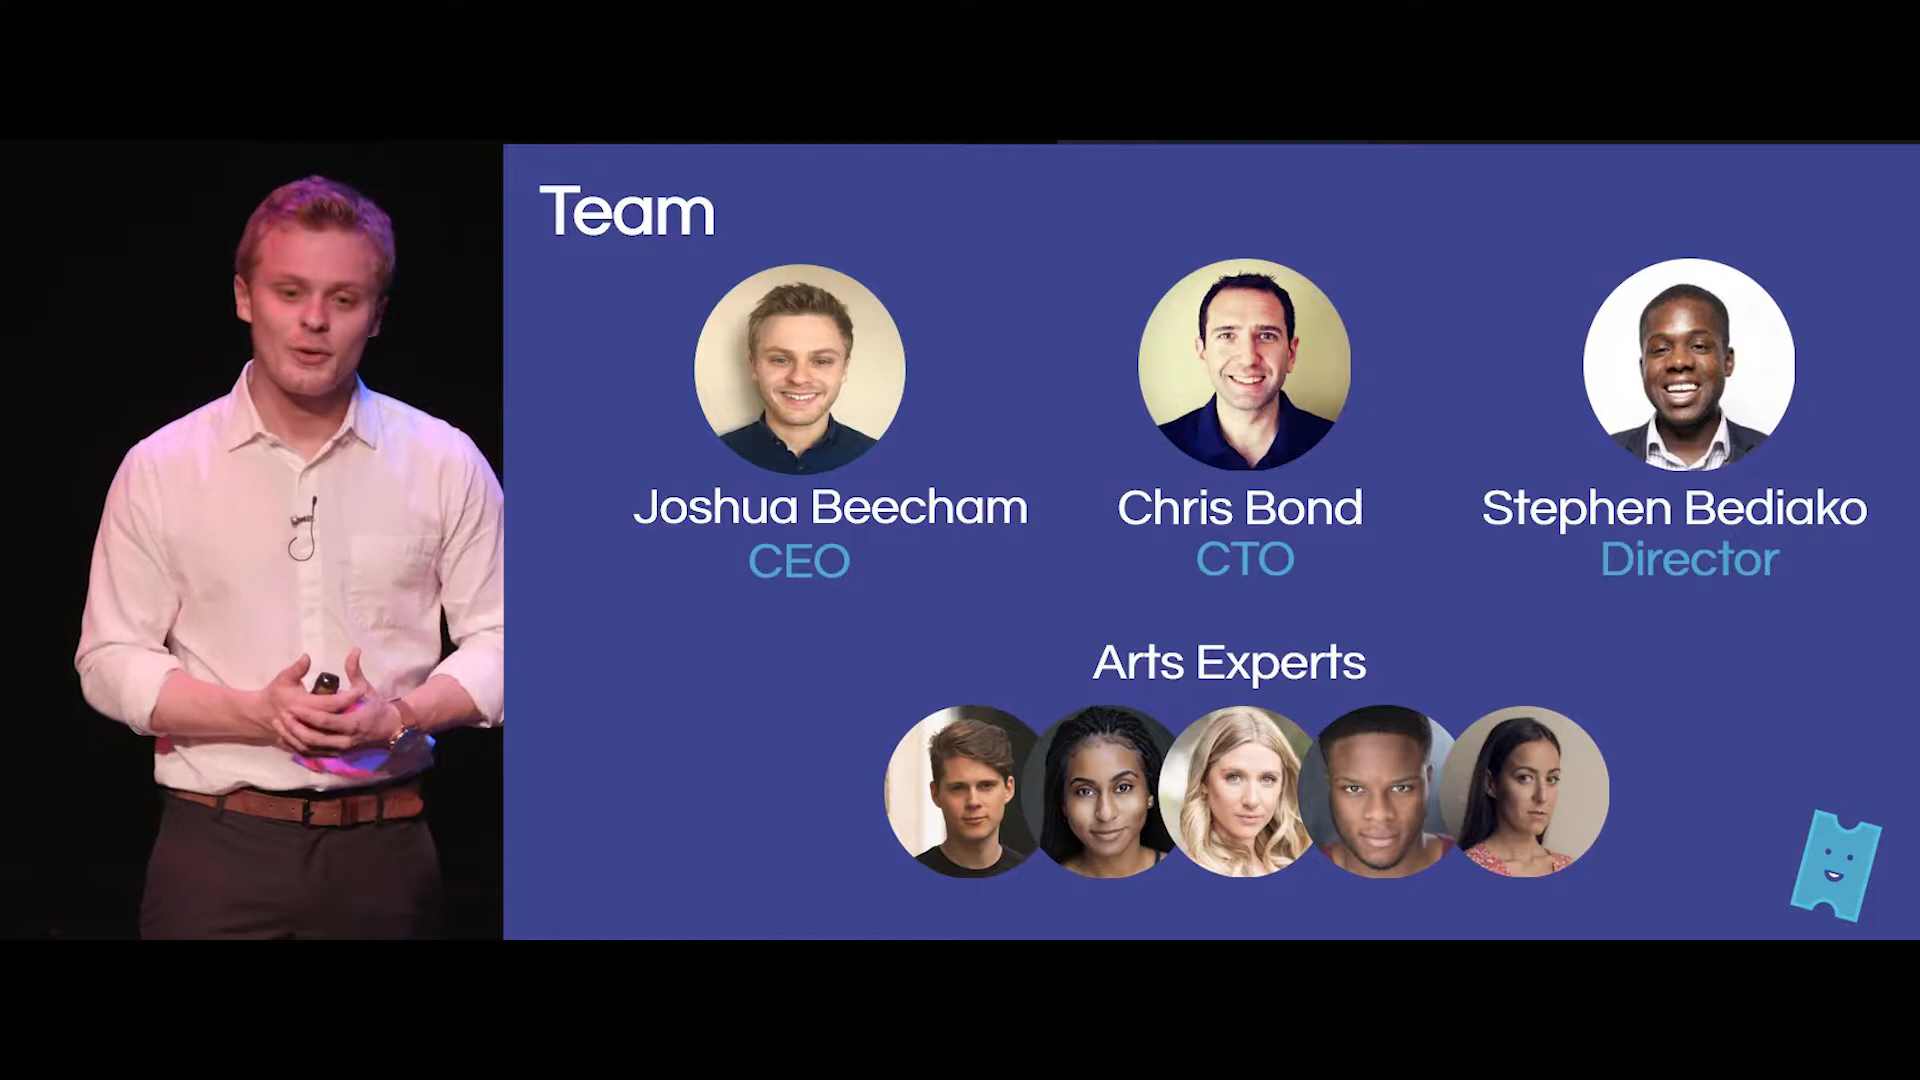 Team
Joshua Beecham
CEO
Chris Bond
CTO
Stephen Bediako
Director
Arts Experts